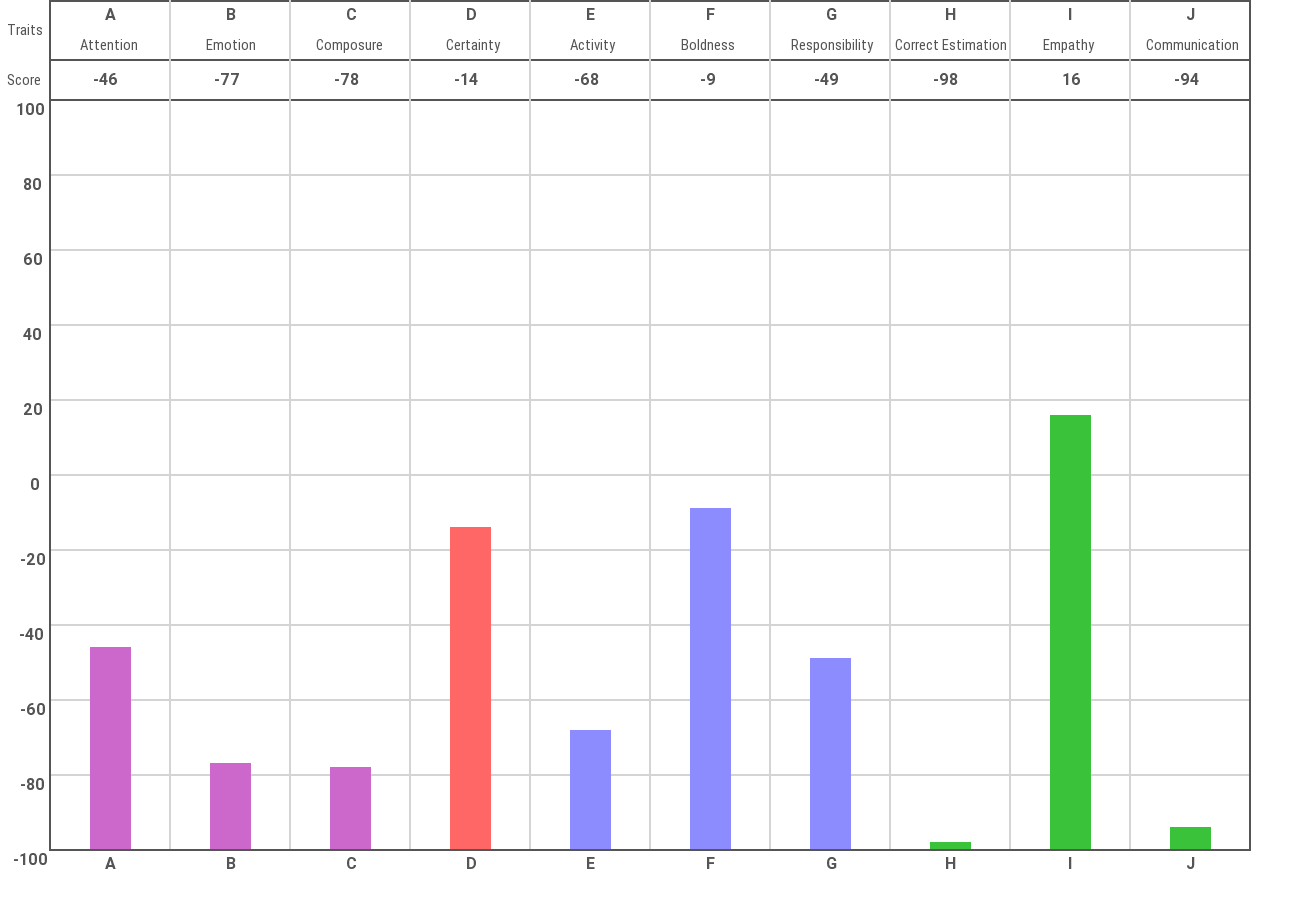 Traits A B C D E F G H I J
Attention Emotion Composure Certainty Activity Boldness Responsibility Correct Estimation Empathy Communication
Score -46 -77 -78 -14 -68 -9 -49 -98 16 -94
100
80
60
40
20
0
-20
-40
-60
-80
-100
A B C D E F G H I J